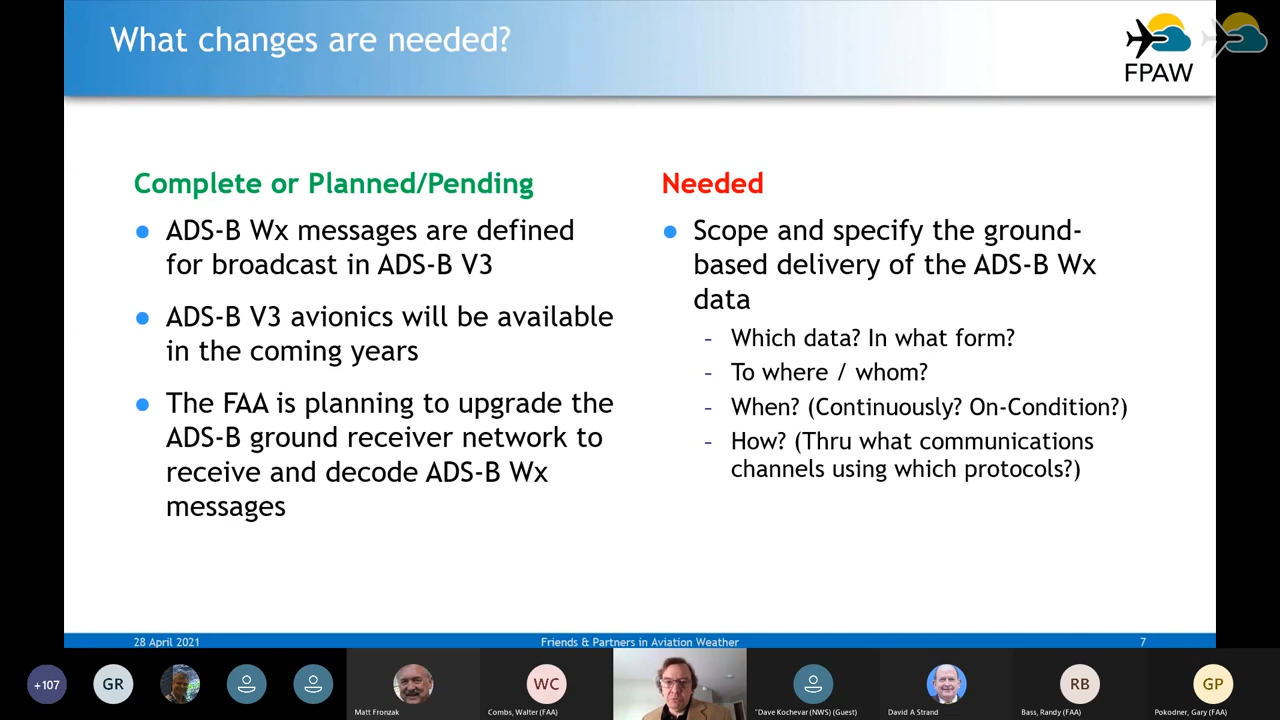 What changes are needed?
FPAW
Complete or Planned/Pending
ADS-B Wx messages are defined
for broadcast in ADS-B V3
ADS-B V3 avionics will be available
in the coming years
The FAA is planning to upgrade the
ADS-B ground receiver network to
receive and decode ADS-B Wx
messages
Needed
Scope and specify the ground-
based delivery of the ADS-B Wx
data
- Which data? In what form?
- To where / whom?
- When? (Continuously? On-Condition?)
- How? (Thru what communications
channels using which protocols?)
28 April 2021
Friends & Partners in Aviation Weather
7
+107
GR
Matt Fronzak
WC
Combs, Walter (FAA)
"Dave Kochevar (NWS) (Guest)
David A Strand
RB
Bass, Randy (FAA)
GP
Pokodner, Gary (FAA)